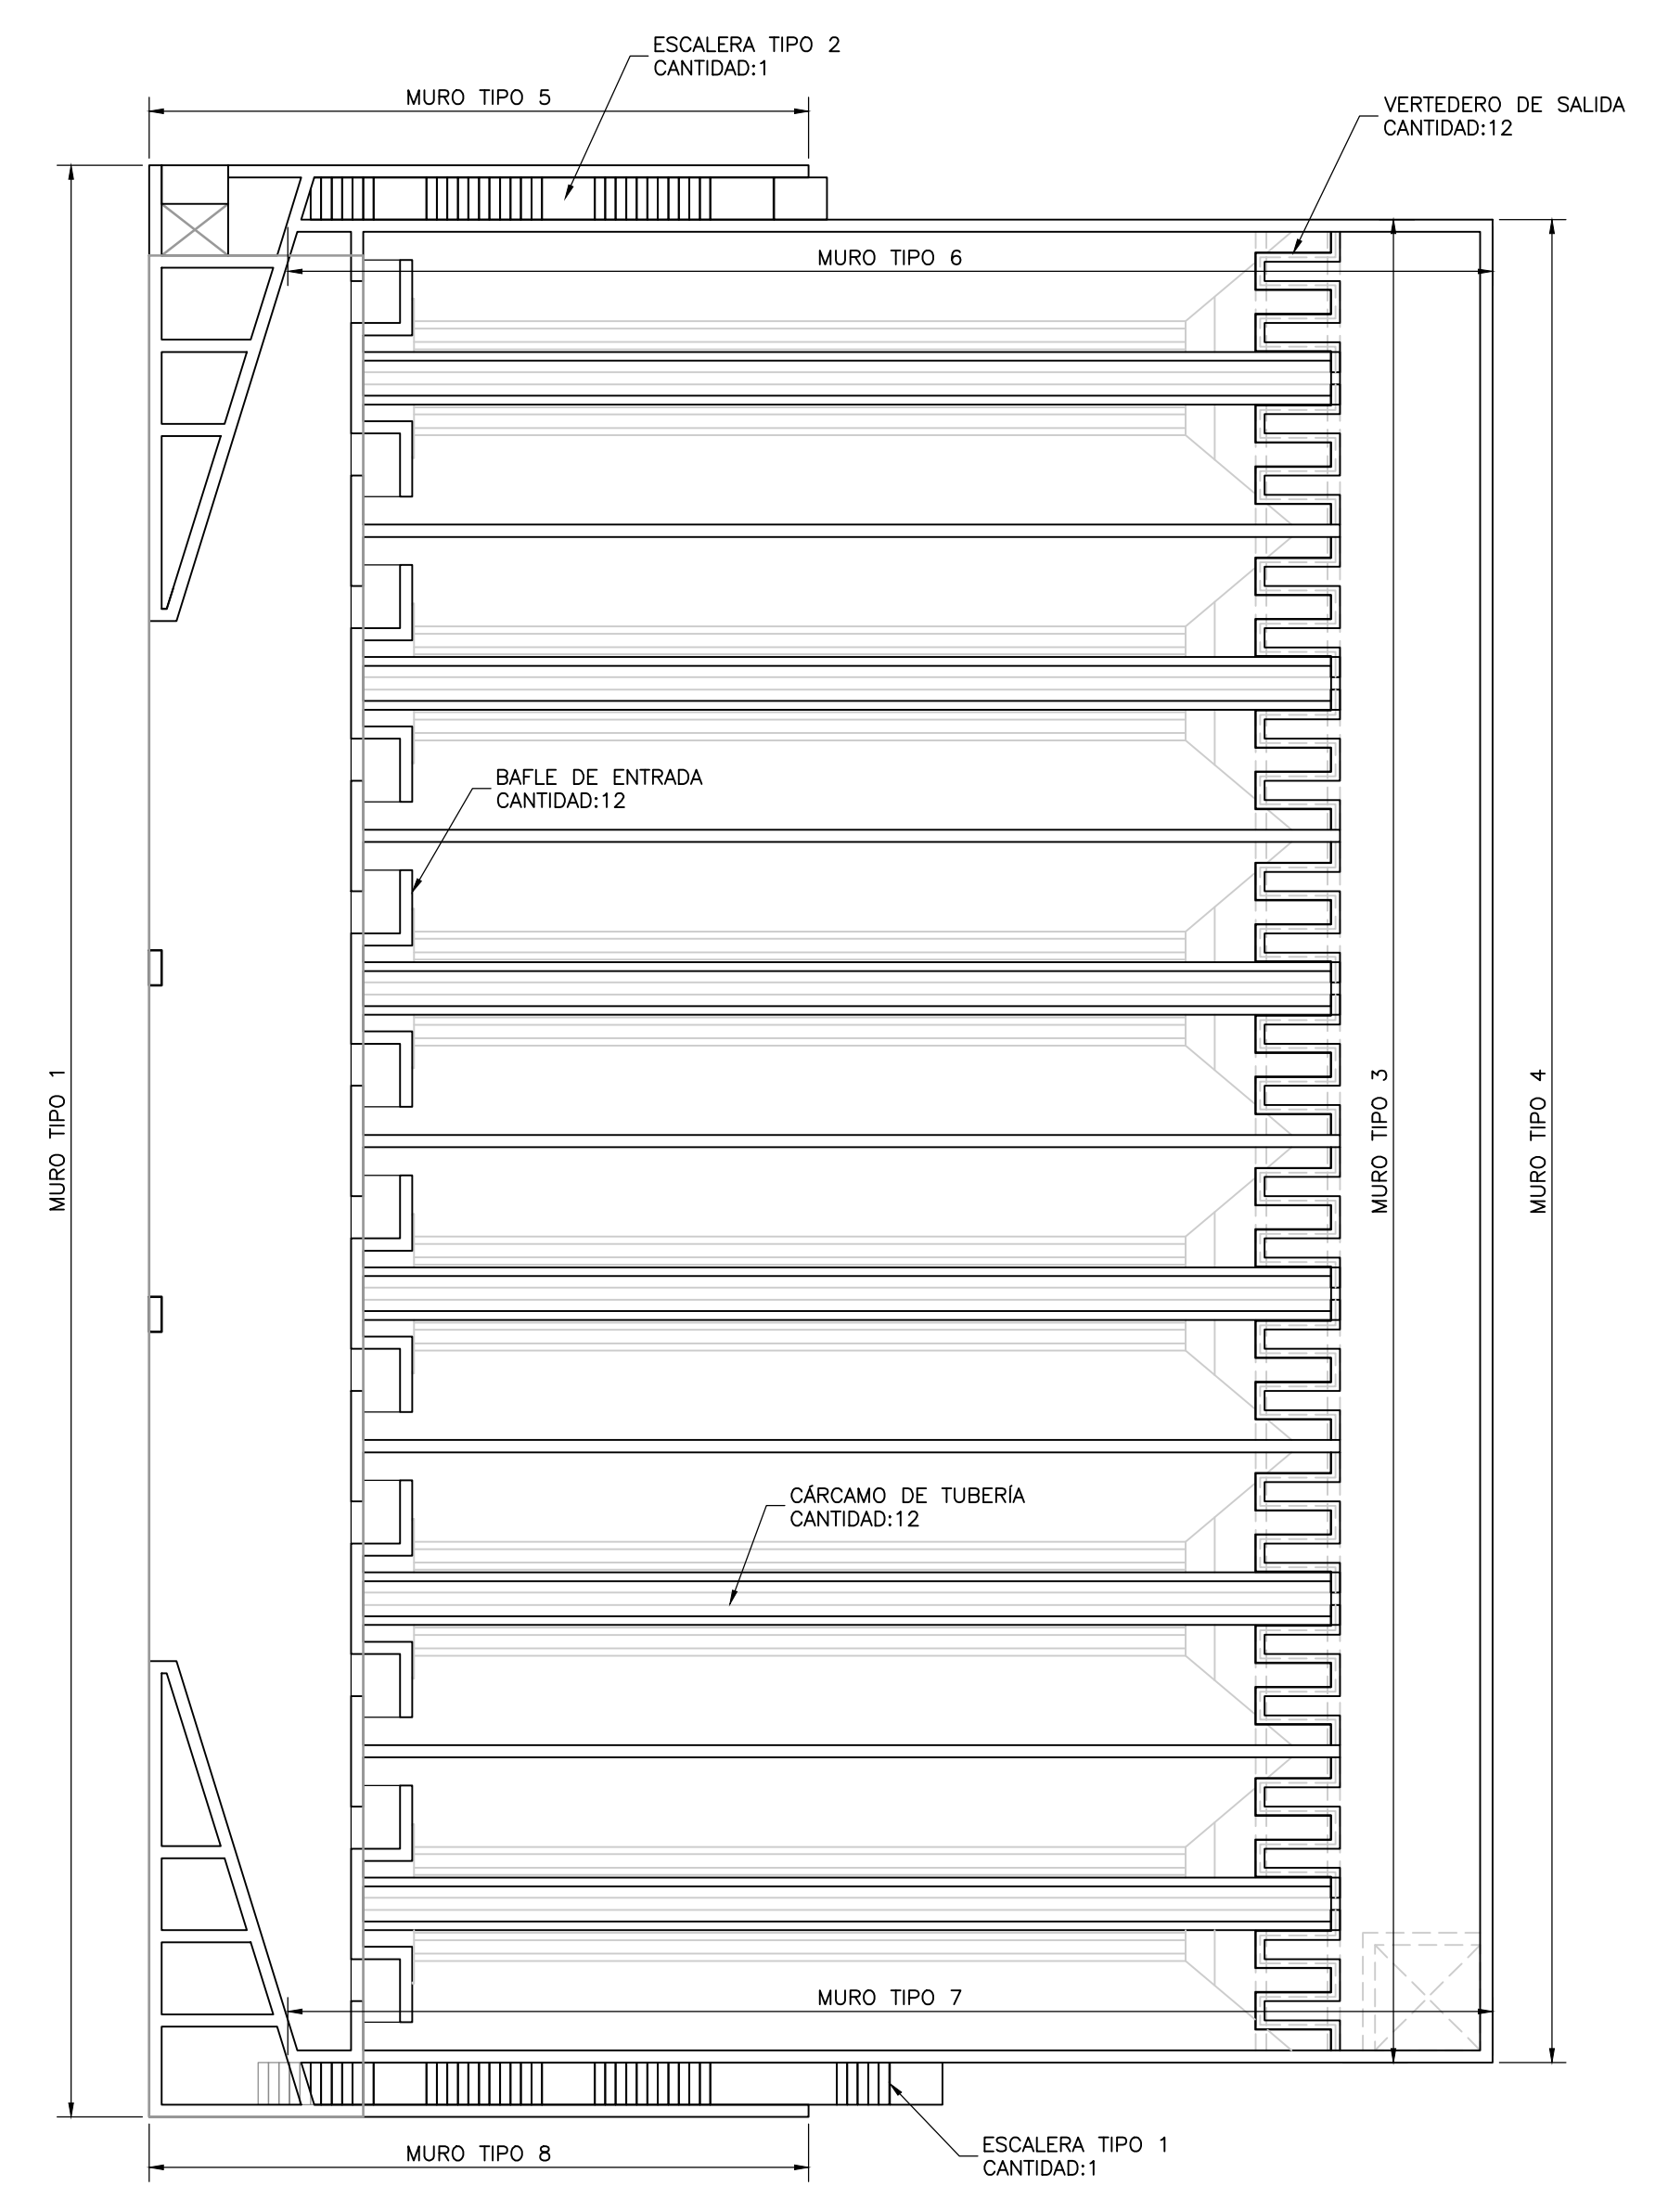 ESCALERA TIPO 2
CANTIDAD:1
MURO TIPO 5
VERTEDERO DE SALIDA
CANTIDAD:12
MURO TIPO 6
BAFLE DE ENTRADA
CANTIDAD:12
MURO TIPO 1
MURO TIPO 3
MURO TIPO 4
CÁRCAMO DE TUBERÍA
CANTIDAD:12
MURO TIPO 7
MURO TIPO 8
ESCALERA TIPO 1
CANTIDAD:1